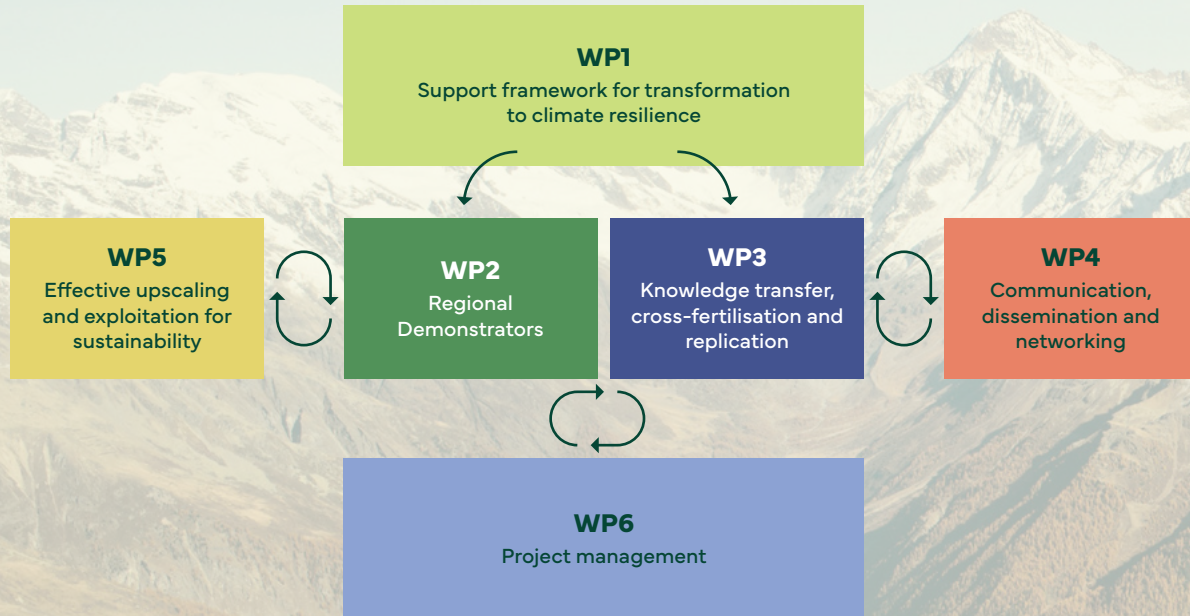 WP1
Support framework for transformation
to climate resilience
WP5
Effective upscaling
and exploitation for
sustainability
WP2
Regional
Demonstrators
WP3
Knowledge transfer,
cross-fertilisation and
replication
WP4
Communication,
dissemination and
networking
WP6
Project management